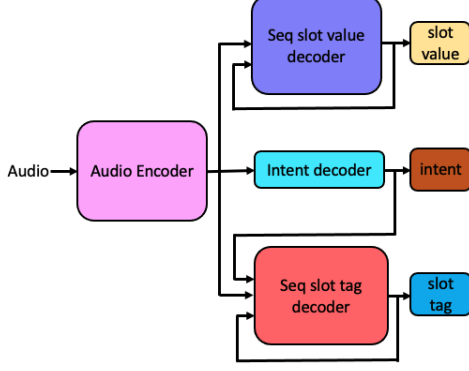 Seq slot value
decoder
slot
value
Audio
Audio Encoder
Intent decoder
intent
Seq slot tag
decoder
slot
tag